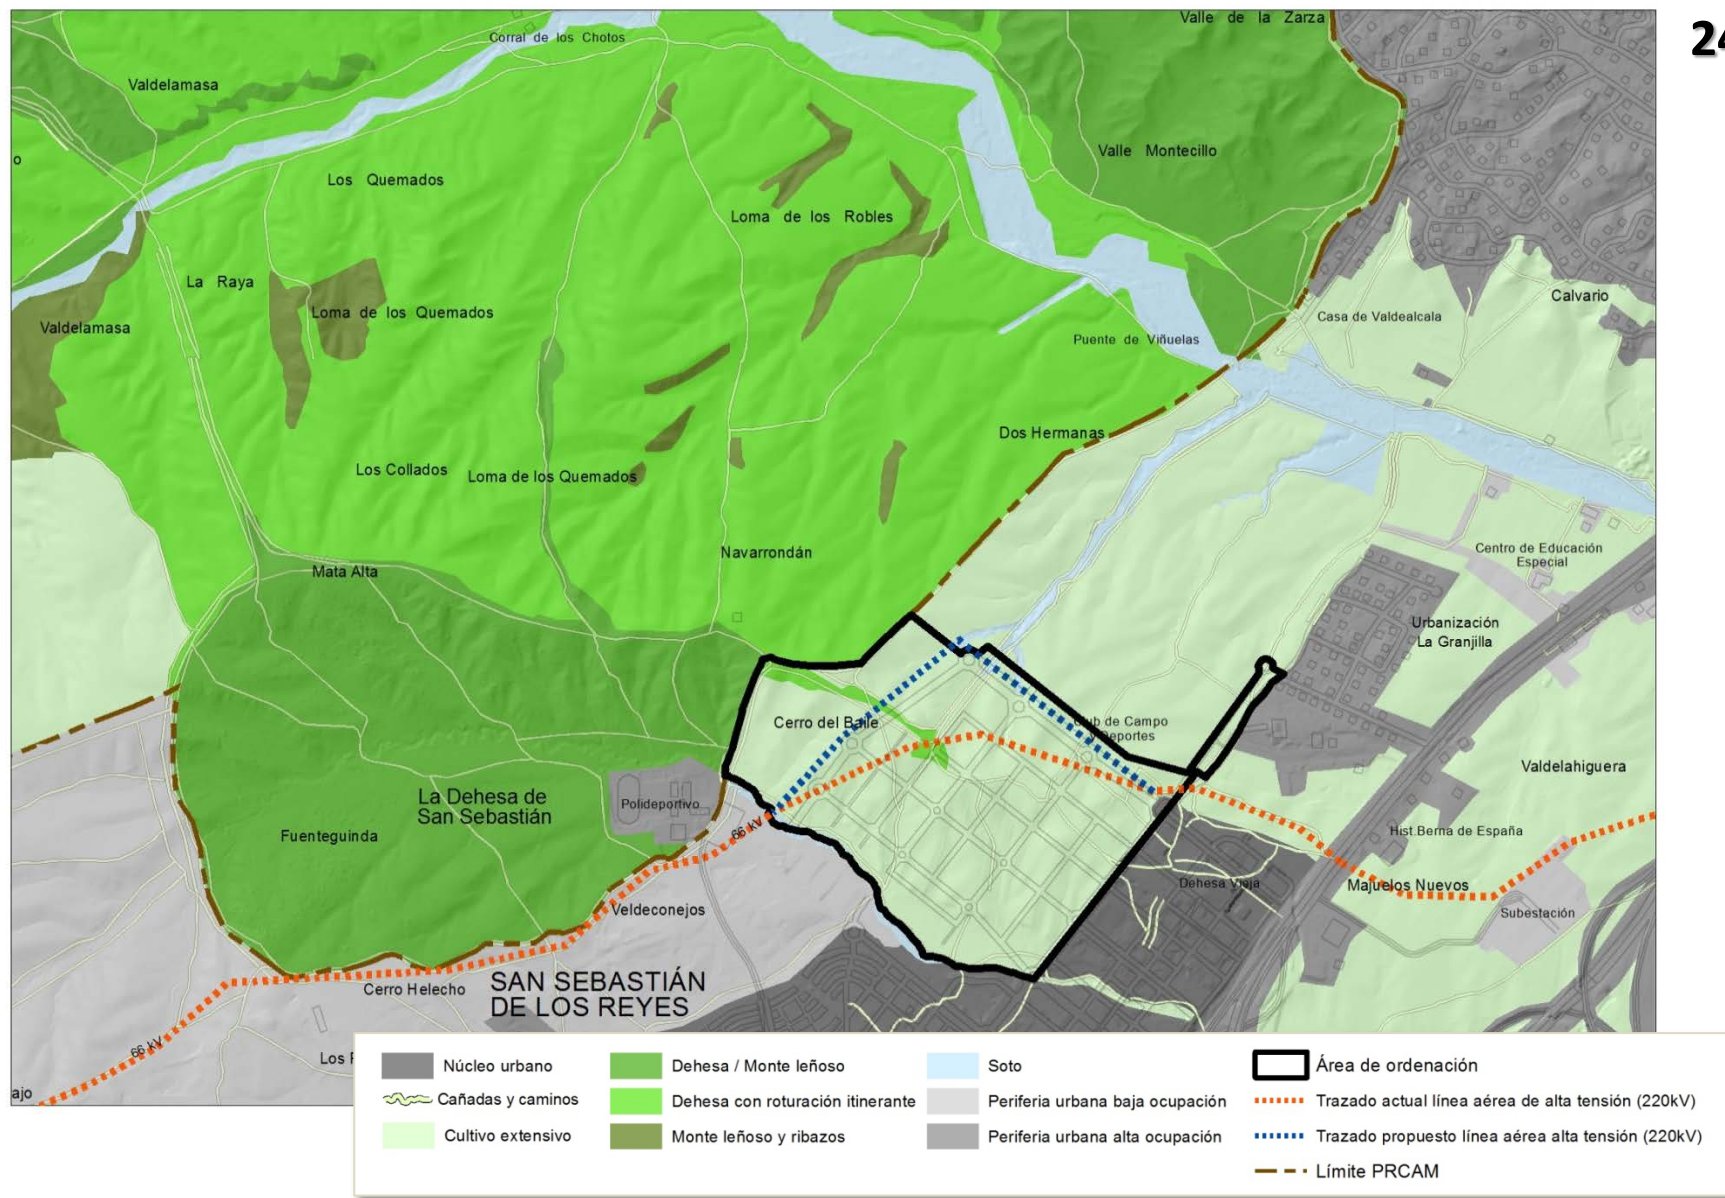 24
Valle de la Zarza
Corral de los Chotos
Valdelamasa
Valle Montecillo
o
Los Quemados
Loma de los Robles
La Raya
Calvario
Loma de los Quemados
Casa de Valdealcala
Valdelamasa
Puente de Viñuelas
Dos Hermanas
Los Collados
Loma de los Quemados
Navarrondán
Centro de Educación
Especial
Mata Alta
Urbanización
La Granjilla
Cerro del Baile
Club de Campo
Deportes
Valdelahiguera
La Dehesa de
San Sebastián
Polideportivo
Fuenteguinda
66 kV
Hist.Berna de España
Dehesa Vieja
Majuelos Nuevos
Veldeconejos
Subestación
SAN SEBASTIÁN
DE LOS REYES
Cerro Helecho
66 kV
Los
ajo
Núcleo urbano
Cañadas y caminos
Cultivo extensivo
Dehesa / Monte leñoso
Dehesa con roturación itinerante
Monte leñoso y ribazos
Soto
Periferia urbana baja ocupación
Periferia urbana alta ocupación
Área de ordenación
Trazado actual línea aérea de alta tensión (220kV)
Trazado propuesto línea aérea alta tensión (220kV)
Límite PRCAM